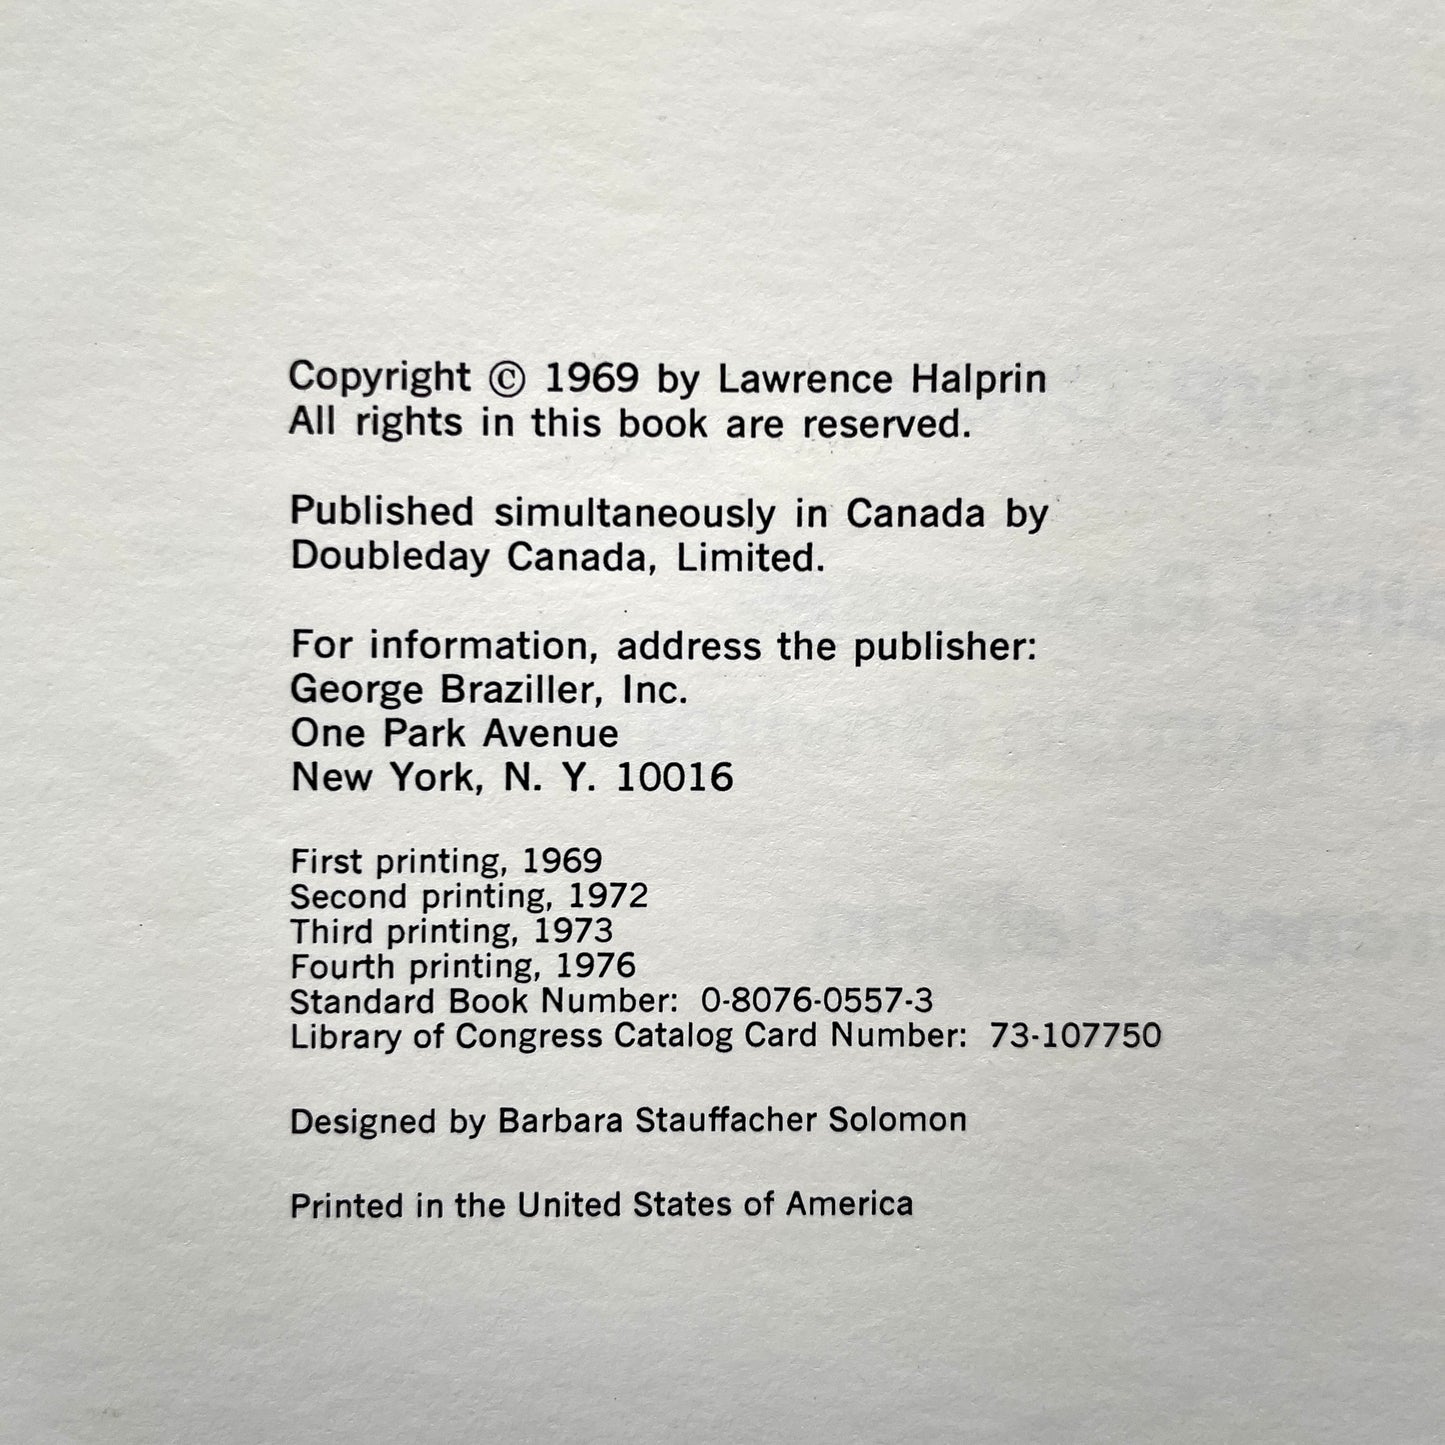 Copyright © 1969 by Lawrence Halprin
All rights in this book are reserved.
Published simultaneously in Canada by
Doubleday Canada, Limited.
For information, address the publisher:
George Braziller, Inc.
One Park Avenue
New York, N. Y. 10016
First printing, 1969
Second printing, 1972
Third printing, 1973
Fourth printing, 1976
Standard Book Number: 0-8076-0557-3
Library of Congress Catalog Card Number: 73-107750
Designed by Barbara Stauffacher Solomon
Printed in the United States of America